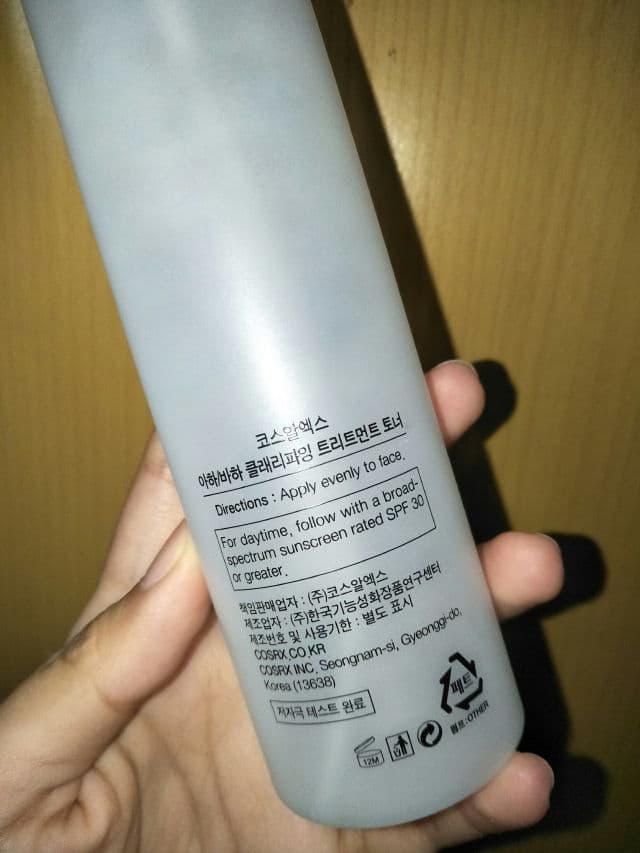 코스알엑스
아하/바하 클래리파잉 트리트먼트 토너
Directions : Apply evenly to face.
For daytime, follow with a broad-
spectrum sunscreen rated SPF 30
or greater.
책임판매업자 : (주)코스알엑스
제조업자 : (주)한국기능성화장품연구센터
제조번호 및 사용기한 : 별도 표시
COSRX.CO.KR
COSRX INC, Seongnam-si, Gyeonggi-do,
Korea (13638)
저자극 테스트 완료
페트
펌프:OTHER
12M